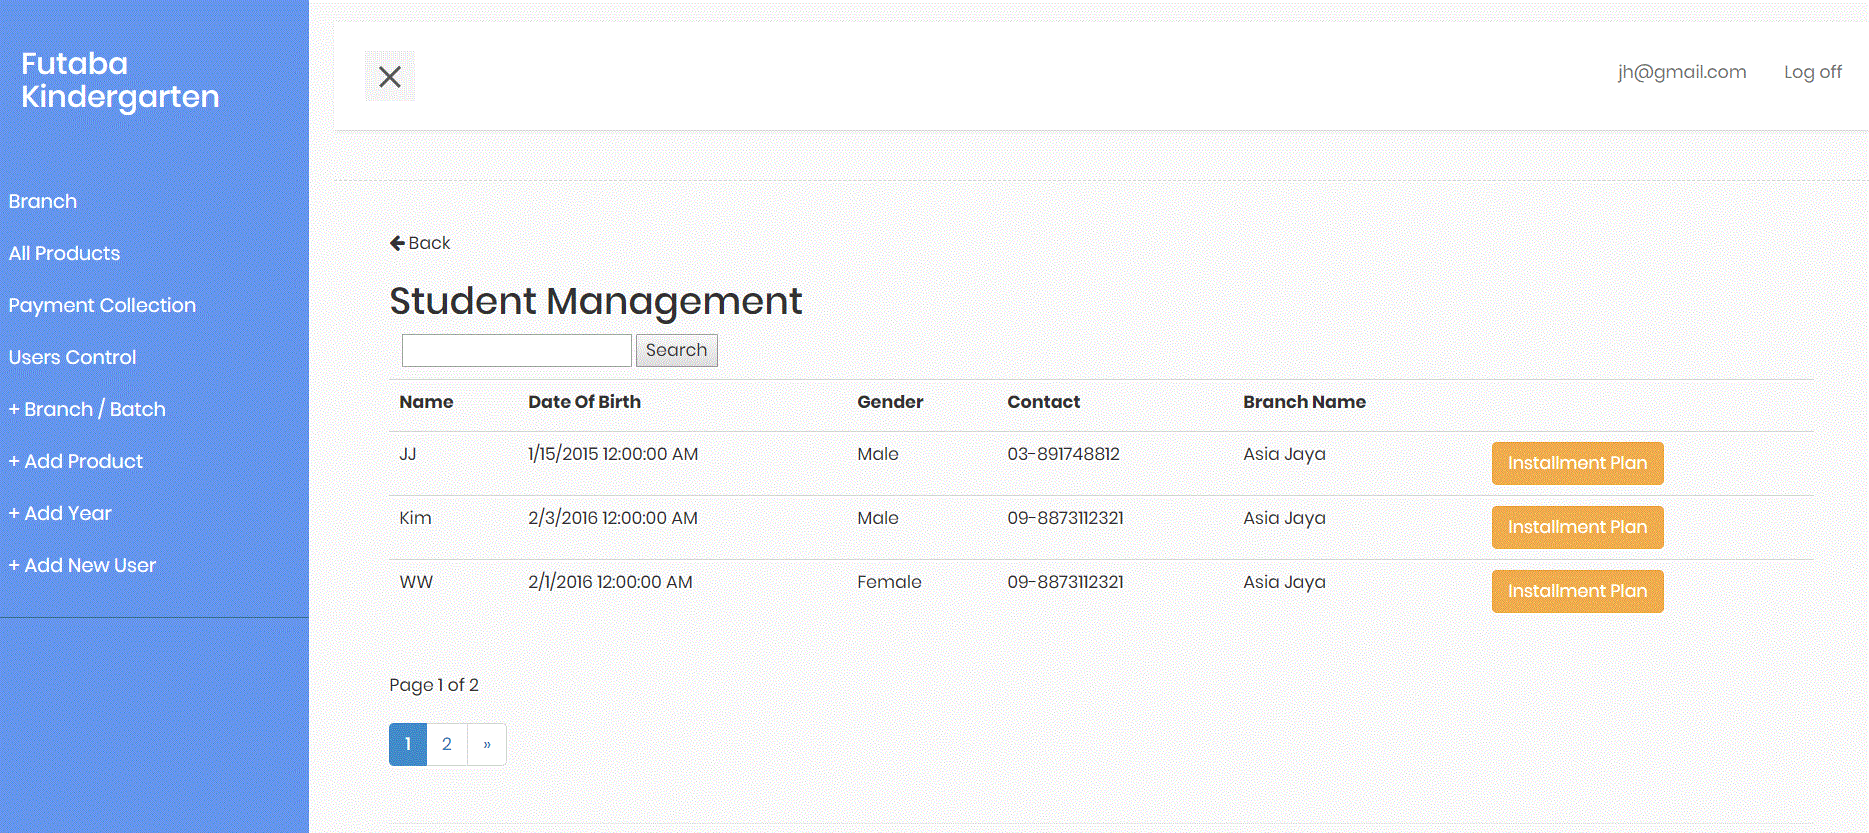 Futaba
Kindergarten
jh@gmail.com Log off
Branch
All Products
Payment Collection
Users Control
+ Branch / Batch
+ Add Product
+ Add Year
+ Add New User
Back
Student Management
Search
Name Date Of Birth Gender Contact Branch Name
JJ 1/15/2015 12:00:00 AM Male 03-891748812 Asia Jaya Installment Plan
Kim 2/3/2016 12:00:00 AM Male 09-8873112321 Asia Jaya Installment Plan
WW 2/1/2016 12:00:00 AM Female 09-8873112321 Asia Jaya Installment Plan
Page 1 of 2
1 2 »